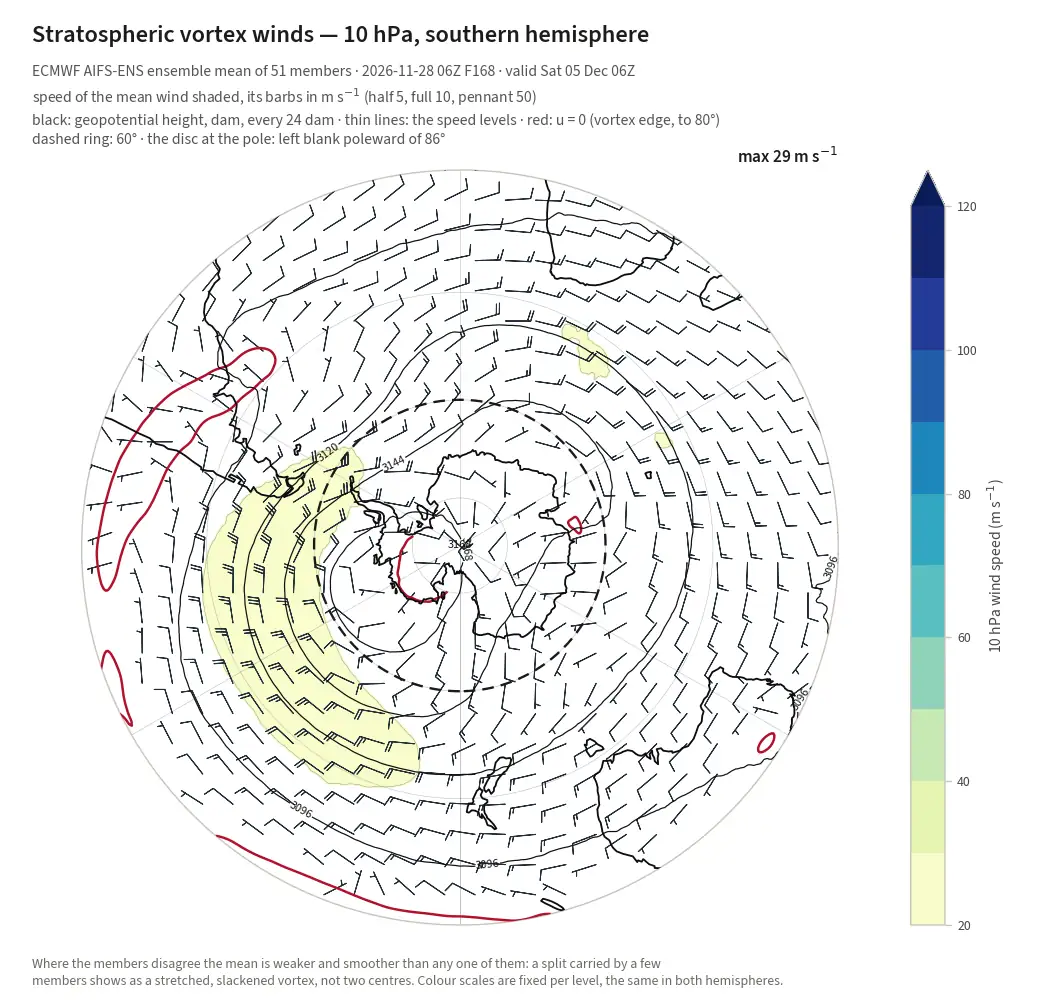 Stratospheric vortex winds — 10 hPa, southern hemisphere
ECMWF AIFS-ENS ensemble mean of 51 members · 2026-11-28 06Z F168 · valid Sat 05 Dec 06Z
speed of the mean wind shaded, its barbs in m s⁻¹ (half 5, full 10, pennant 50)
black: geopotential height, dam, every 24 dam · thin lines: the speed levels · red: u = 0 (vortex edge, to 80°)
dashed ring: 60° · the disc at the pole: left blank poleward of 86°
max 29 m s⁻¹
120
100
80
60
40
20
10 hPa wind speed (m s⁻¹)
3120
3144
3096
3096
3096
3096
Where the members disagree the mean is weaker and smoother than any one of them: a split carried by a few
members shows as a stretched, slackened vortex, not two centres. Colour scales are fixed per level, the same in both hemispheres.